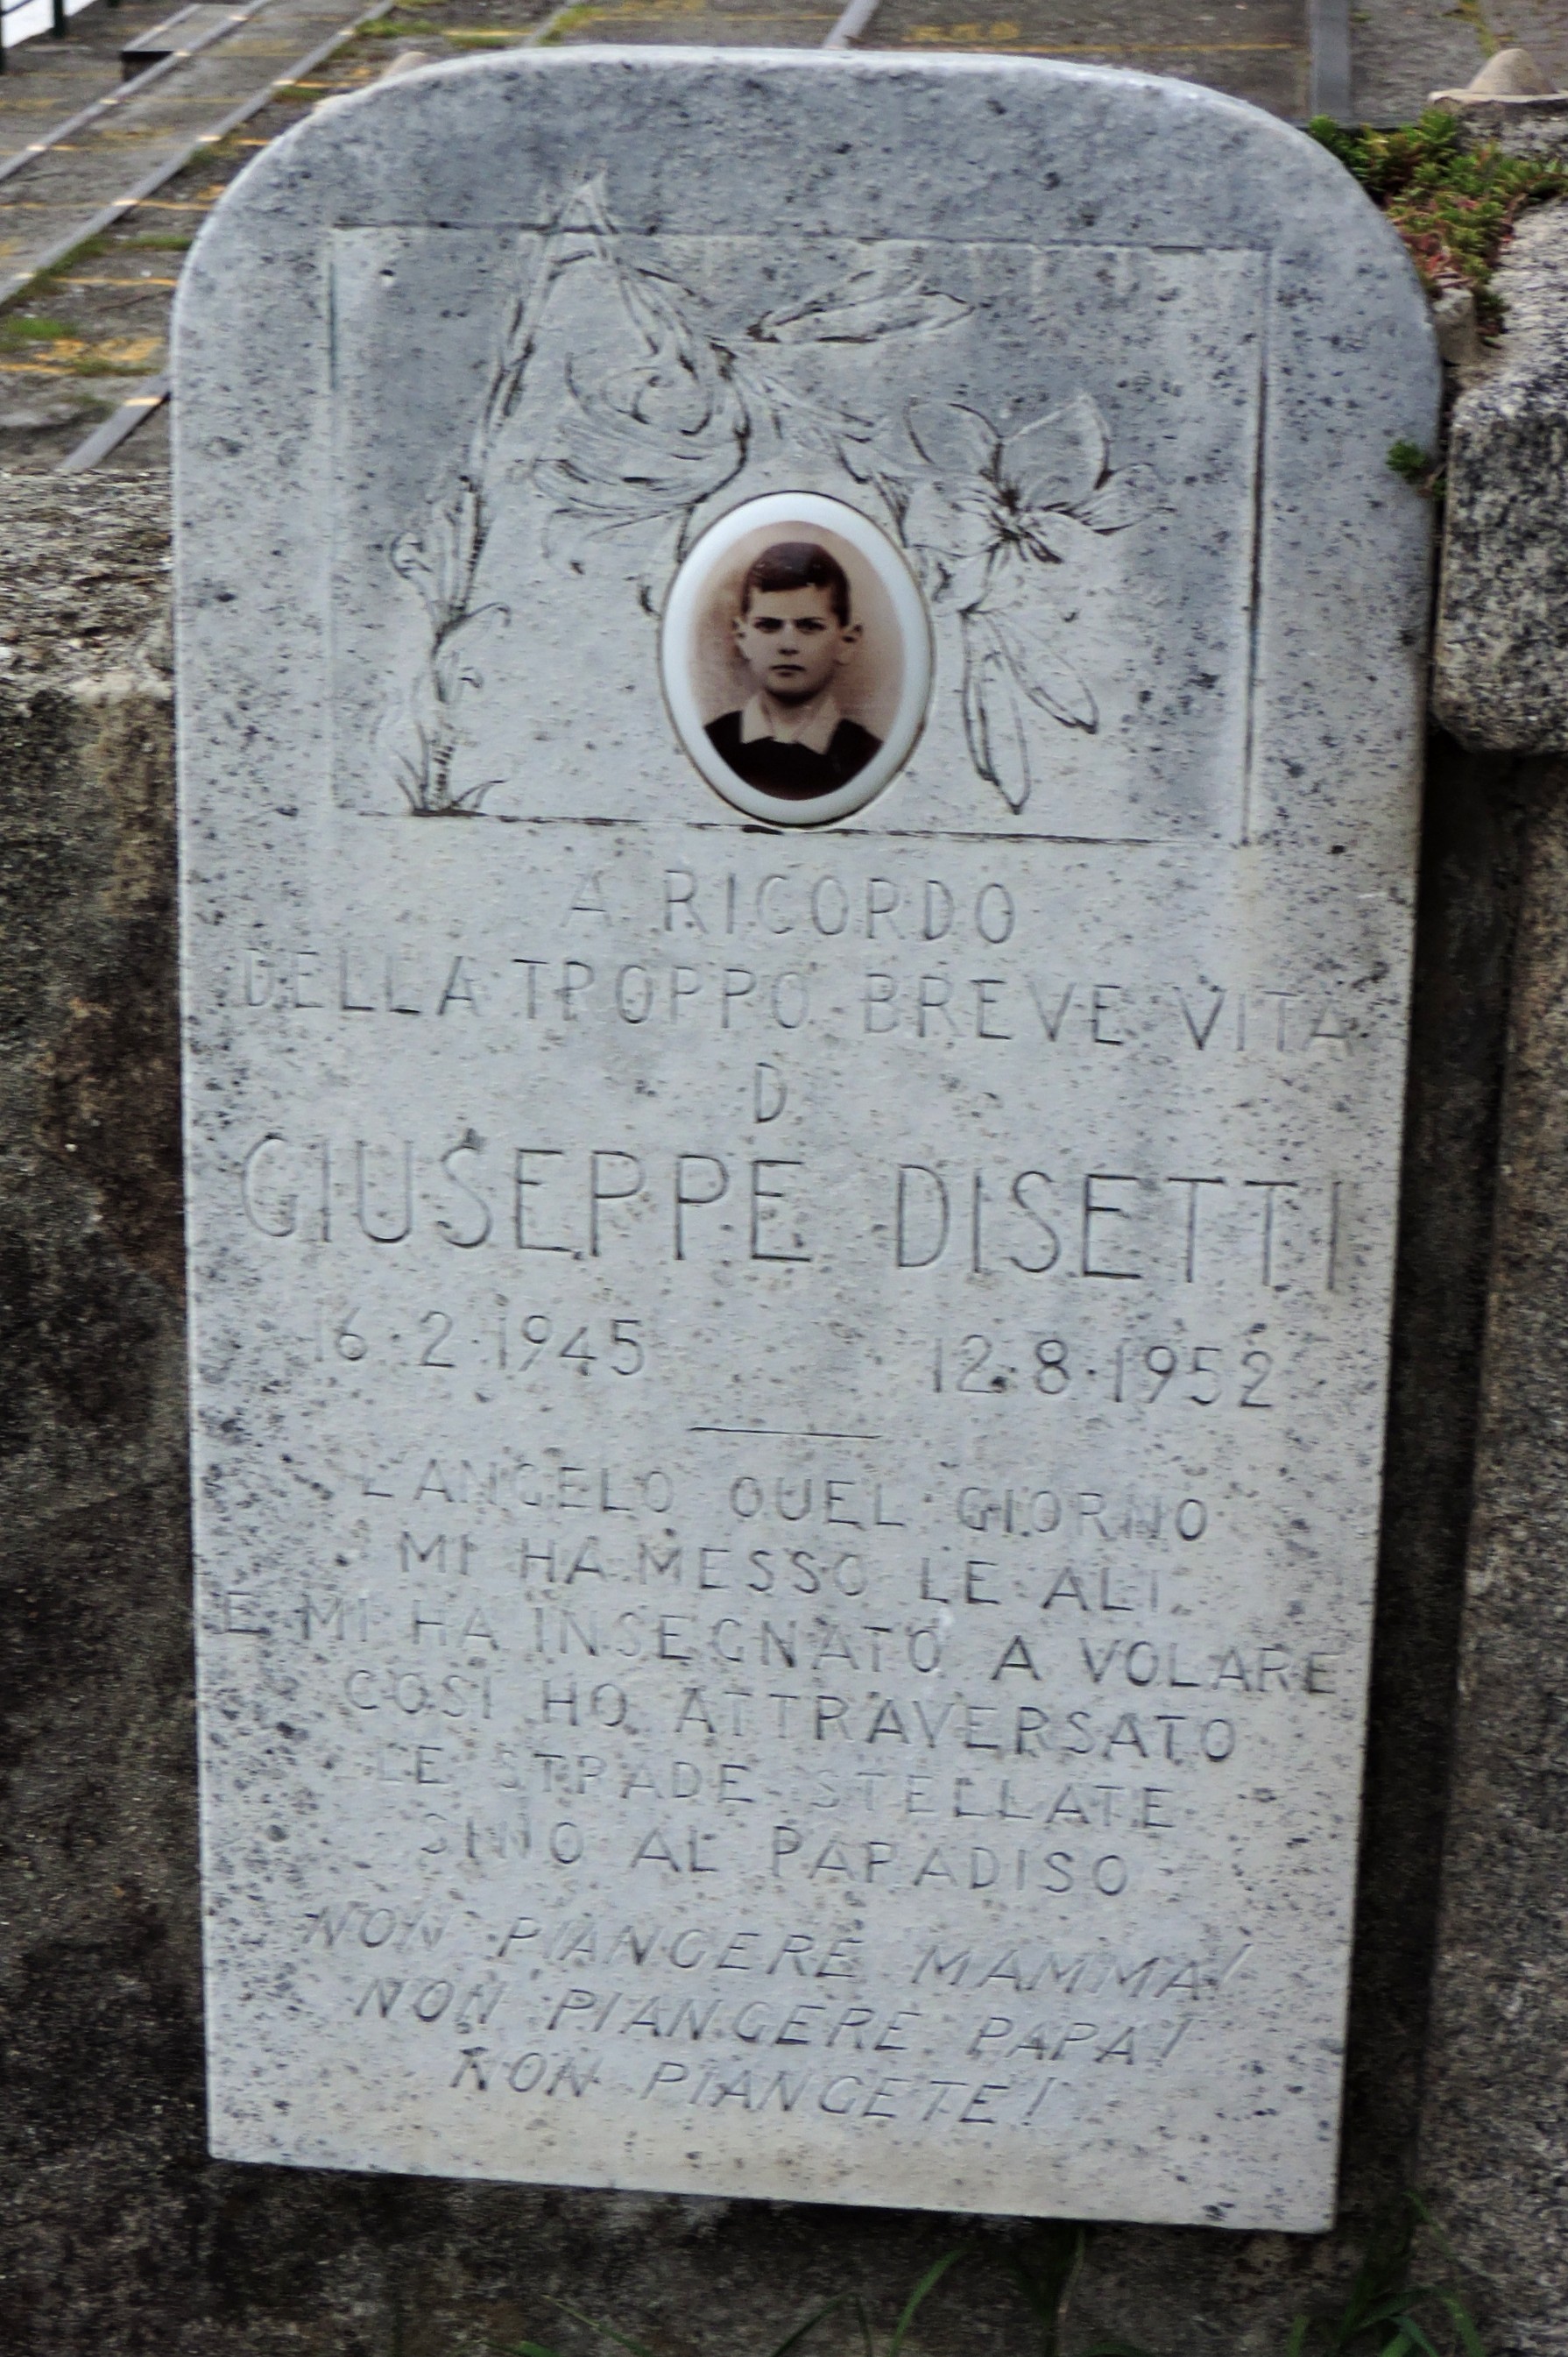 A RICORDO
DELLA TROPPO BREVE VITA
D
GIUSEPPE DISETTI
16·2·1945 12·8·1952
L'ANGELO QUEL GIORNO
MI HA MESSO LE ALI
E MI HA INSEGNATO A VOLARE
COSI HO ATTRAVERSATO
LE STRADE STELLATE
SINO AL PARADISO
NON PIANGERE MAMMA!
NON PIANGERE PAPA!
NON PIANGETE!